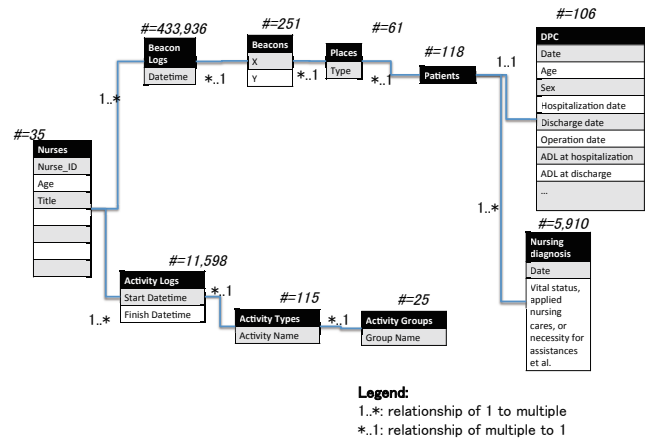 #=433,936
Beacon
Logs
Datetime
*..1
#=251
Beacons
X
Y
*..1
#=61
Places
Type
*..1
#=118
Patients
1..1
#=106
DPC
Date
Age
Sex
Hospitalization date
Discharge date
Operation date
ADL at hospitalization
ADL at discharge
...
1..*
#=35
Nurses
Nurse_ID
Age
Title
1..*
#=11,598
Activity Logs
Start Datetime
Finish Datetime
*..1
#=115
Activity Types
Activity Name
*..1
#=25
Activity Groups
Group Name
1..*
#=5,910
Nursing
diagnosis
Date
Vital status,
applied
nursing
cares, or
necessity for
assistances
et al.
Legend:
1..*: relationship of 1 to multiple
*..1: relationship of multiple to 1